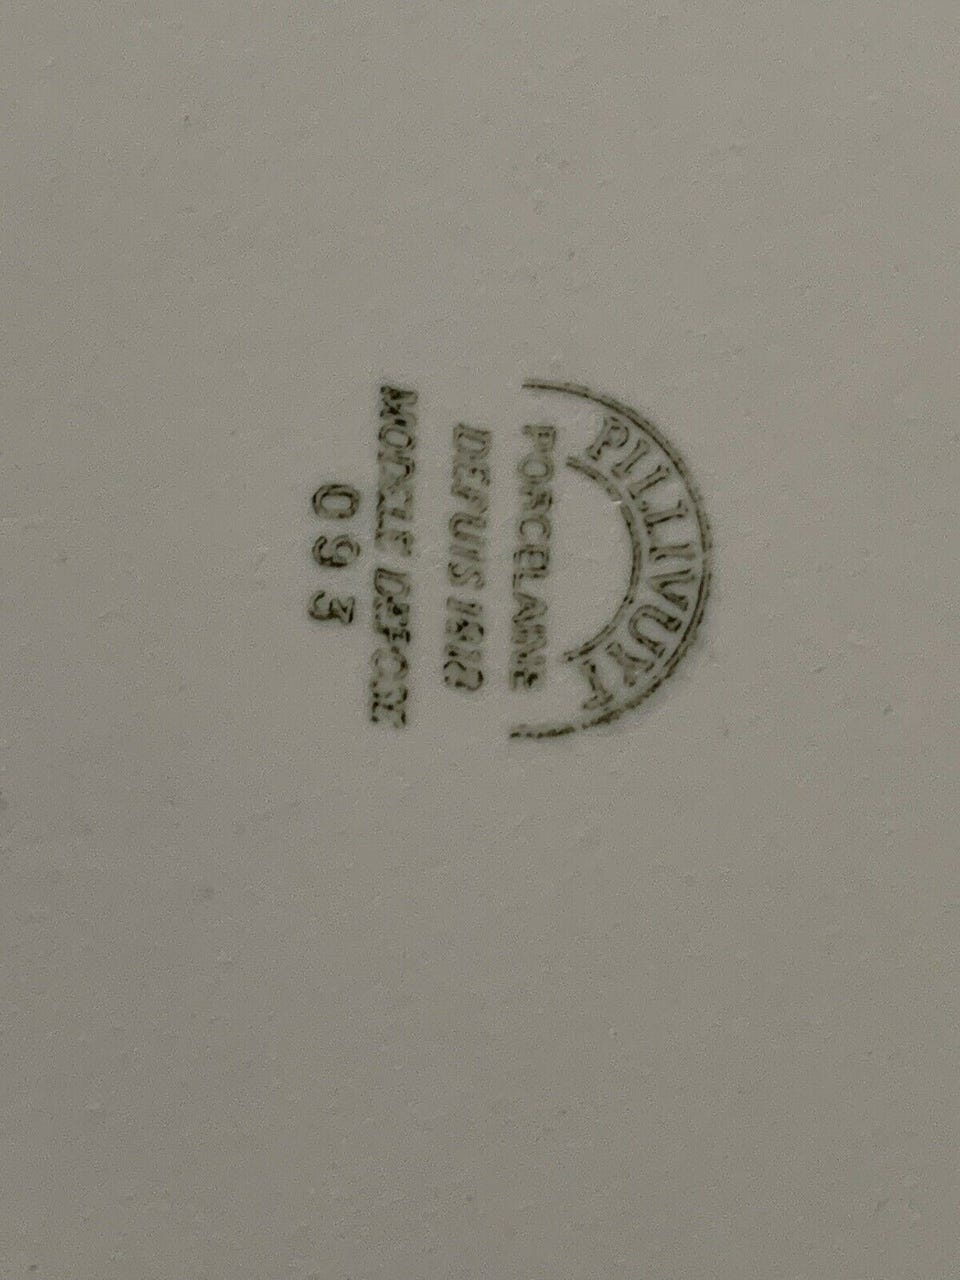 PILLIVUYT
PORCELAINE
DEPUIS 1818
MODELE DEPOSE
0 9 3